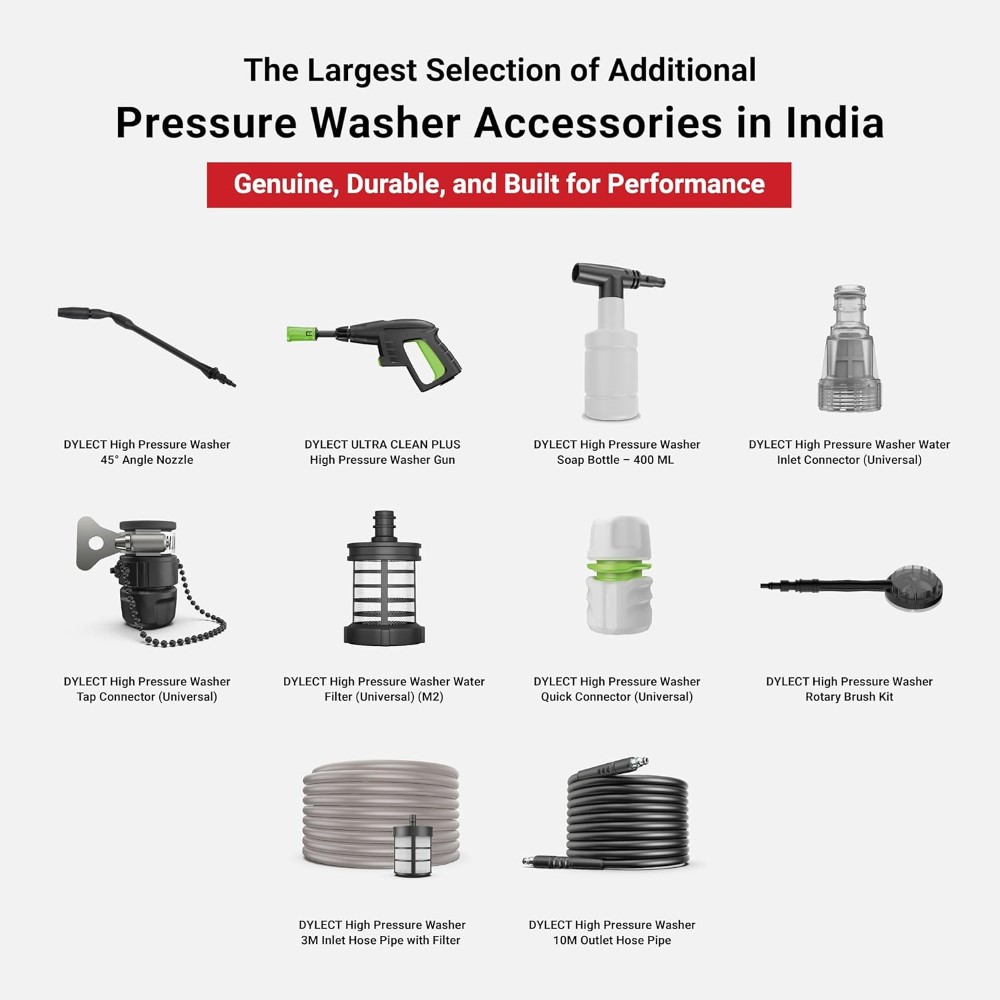 The Largest Selection of Additional
Pressure Washer Accessories in India
Genuine, Durable, and Built for Performance
DYLECT High Pressure Washer
45° Angle Nozzle
DYLECT ULTRA CLEAN PLUS
High Pressure Washer Gun
DYLECT High Pressure Washer
Soap Bottle – 400 ML
DYLECT High Pressure Washer Water
Inlet Connector (Universal)
DYLECT High Pressure Washer
Tap Connector (Universal)
DYLECT High Pressure Washer Water
Filter (Universal) (M2)
DYLECT High Pressure Washer
Quick Connector (Universal)
DYLECT High Pressure Washer
Rotary Brush Kit
DYLECT High Pressure Washer
3M Inlet Hose Pipe with Filter
DYLECT High Pressure Washer
10M Outlet Hose Pipe